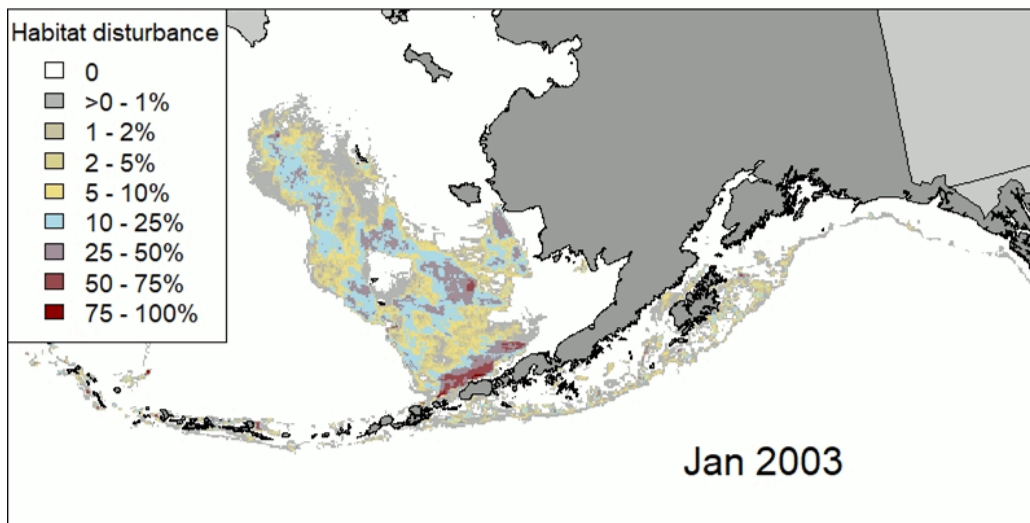 Habitat disturbance
0
>0 - 1%
1 - 2%
2 - 5%
5 - 10%
10 - 25%
25 - 50%
50 - 75%
75 - 100%
Jan 2003